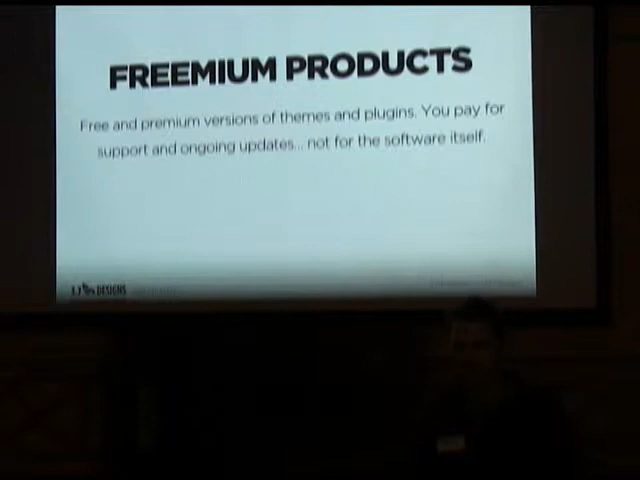 FREEMIUM PRODUCTS
Free and premium versions of themes and plugins. You pay for
support and ongoing updates... not for the software itself.
DESIGNS